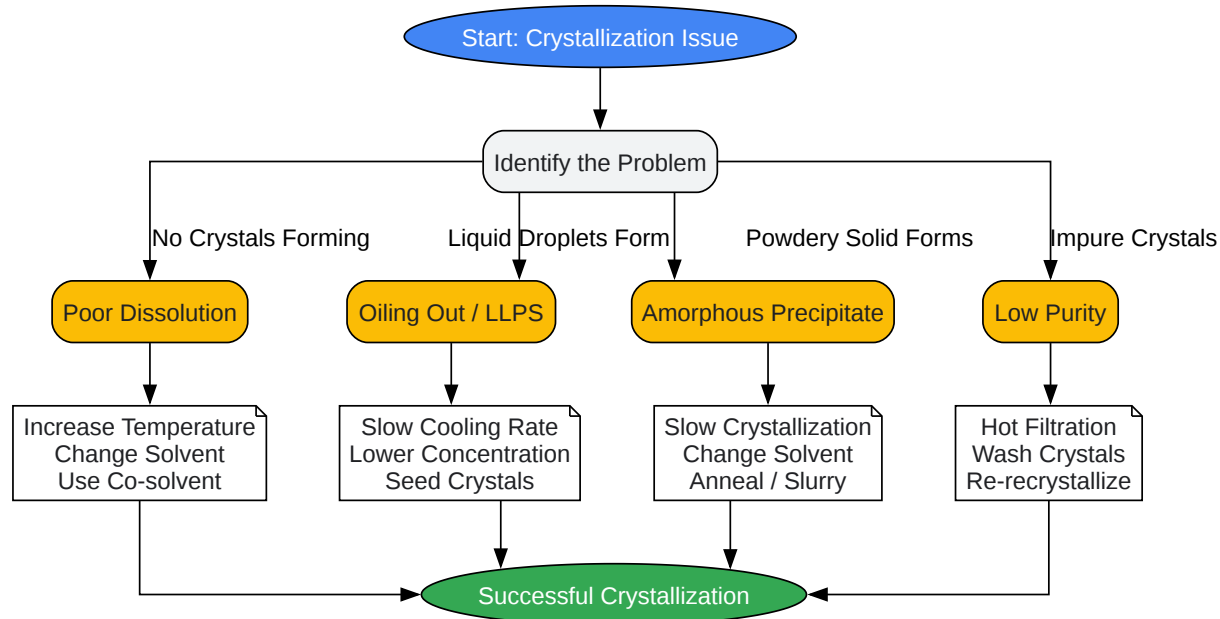 Start: Crystallization Issue
Identify the Problem
No Crystals Forming
Liquid Droplets Form
Powdery Solid Forms
Impure Crystals
Poor Dissolution
Oiling Out / LLPS
Amorphous Precipitate
Low Purity
Increase Temperature
Change Solvent
Use Co-solvent
Slow Cooling Rate
Lower Concentration
Seed Crystals
Slow Crystallization
Change Solvent
Anneal / Slurry
Hot Filtration
Wash Crystals
Re-recrystallize
Successful Crystallization